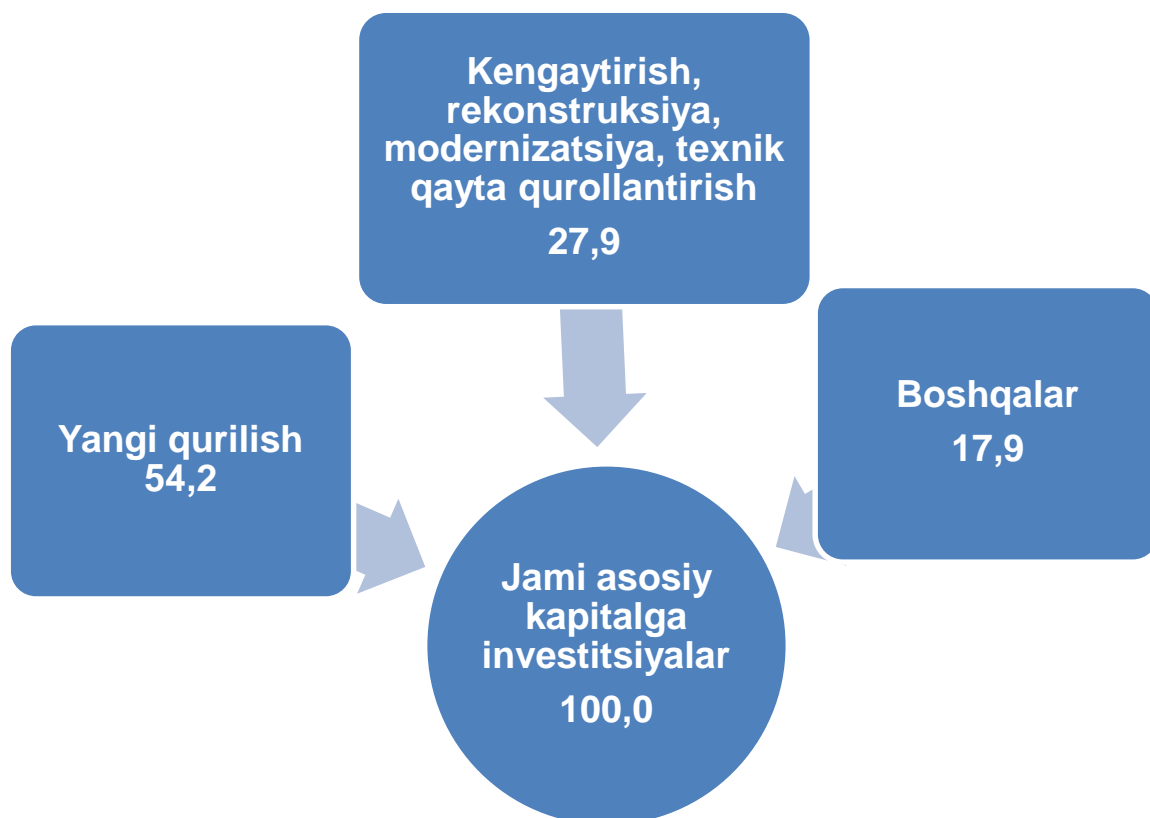 Kengaytirish,
rekonstruksiya,
modernizatsiya, texnik
qayta qurollantirish
27,9
Yangi qurilish
54,2
Boshqalar
17,9
Jami asosiy
kapitalga
investitsiyalar
100,0